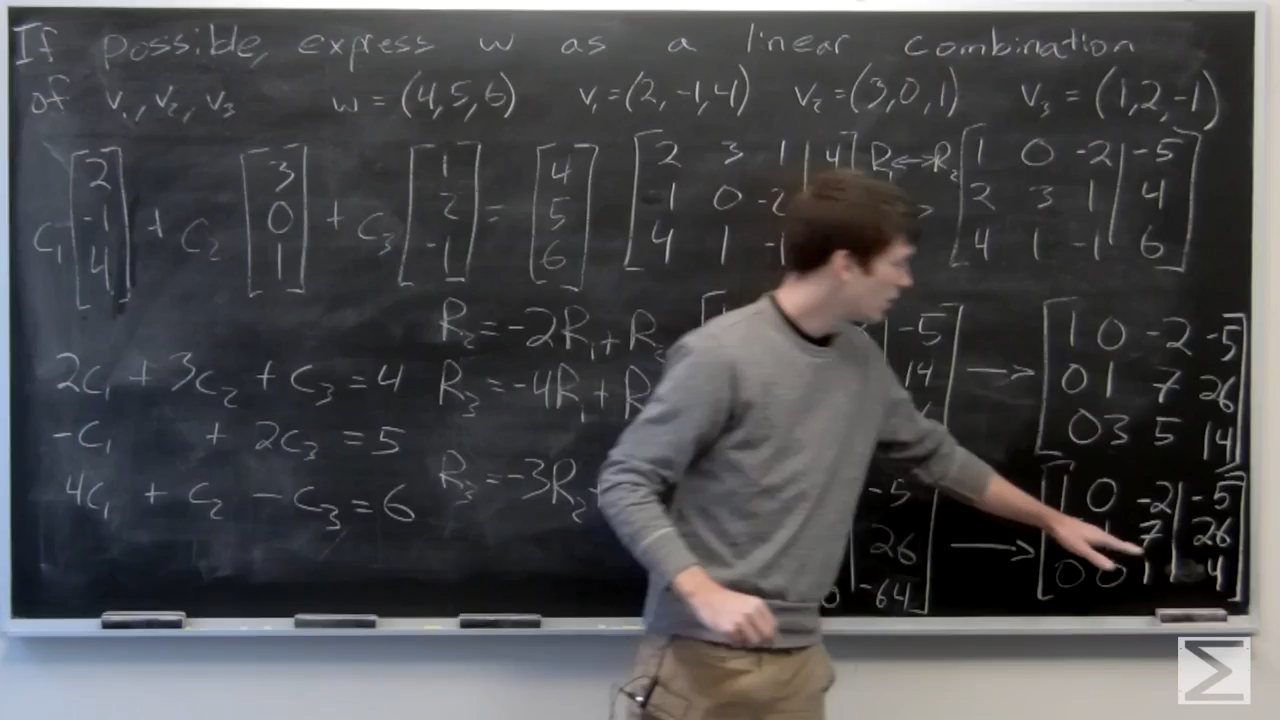 If possible, express w as a linear combination
of v₁, v₂, v₃ w = (4,5,6) v₁=(2, -1,4) v₂ = (3,0,1) v₃ = (1,2,-1)
c₁ [2 -1 4] + c₂ [3 0 1] + c₃ [1 2 -1] = [4 5 6]
[2 3 1 | 4
-1 0 -2
4 1 -1
R₁↔R₂
[1 0 -2 | -5
2 3 1 | 4
4 1 -1 | 6]
R₂=-2R₁+R₂
R₃=-4R₁+R
R₃=-3R₂
2c₁ + 3c₂ + c₃ = 4
-c₁ + 2c₃ = 5
4c₁ + c₂ - c₃ = 6
-5
14
→
[1 0 -2 -5
0 1 7 26
0 3 5 14]
-5
26
0 | -64]
→
[1 0 -2 | -5
7 | 26
0 0 1 | 4]
Σ